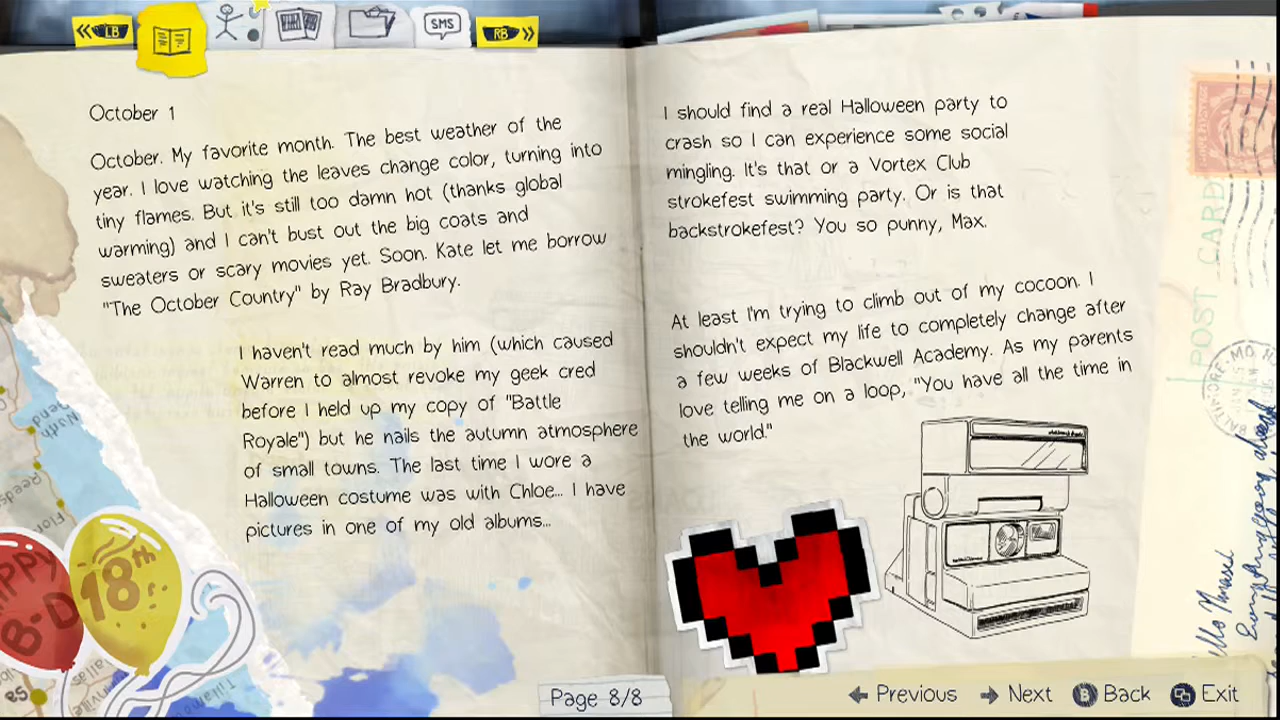 LB
SMS
RB
October 1
October. My favorite month. The best weather of the
year. I love watching the leaves change color, turning into
tiny flames. But it's still too damn hot (thanks global
warming) and I can't bust out the big coats and
sweaters or scary movies yet. Soon. Kate let me borrow
"The October Country" by Ray Bradbury.
I haven't read much by him (which caused
Warren to almost revoke my geek cred
before I held up my copy of "Battle
Royale") but he nails the autumn atmosphere
of small towns. The last time I wore a
Halloween costume was with Chloe... I have
pictures in one of my old albums...
I should find a real Halloween party to
crash so I can experience some social
mingling. It's that or a Vortex Club
strokefest swimming party. Or is that
backstrokefest? You so punny, Max.
At least I'm trying to climb out of my cocoon. I
shouldn't expect my life to completely change after
a few weeks of Blackwell Academy. As my parents
love telling me on a loop, "You have all the time in
the world."
POST CARD
18th
B-D
Page 8/8
Previous
Next
B Back
Exit